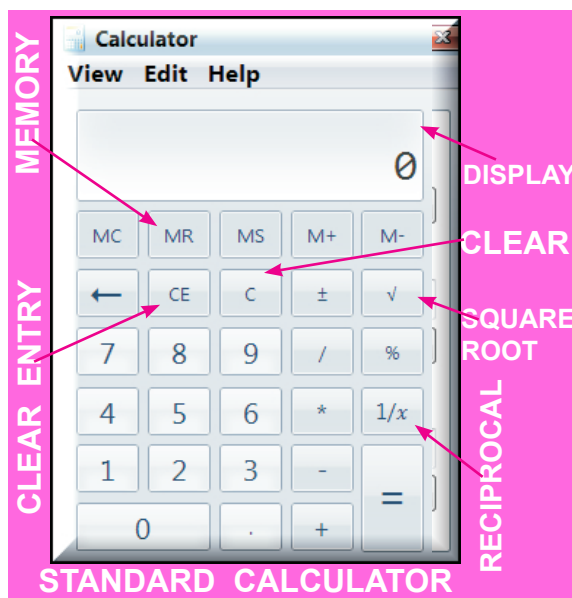 Calculator
View Edit Help
MEMORY
0
DISPLAY
MC MR MS M+ M-
CLEAR
← CE C ± √
SQUARE
ROOT
CLEAR ENTRY
7 8 9 / %
4 5 6 * 1/x
RECIPROCAL
1 2 3 - =
0 . +
STANDARD CALCULATOR